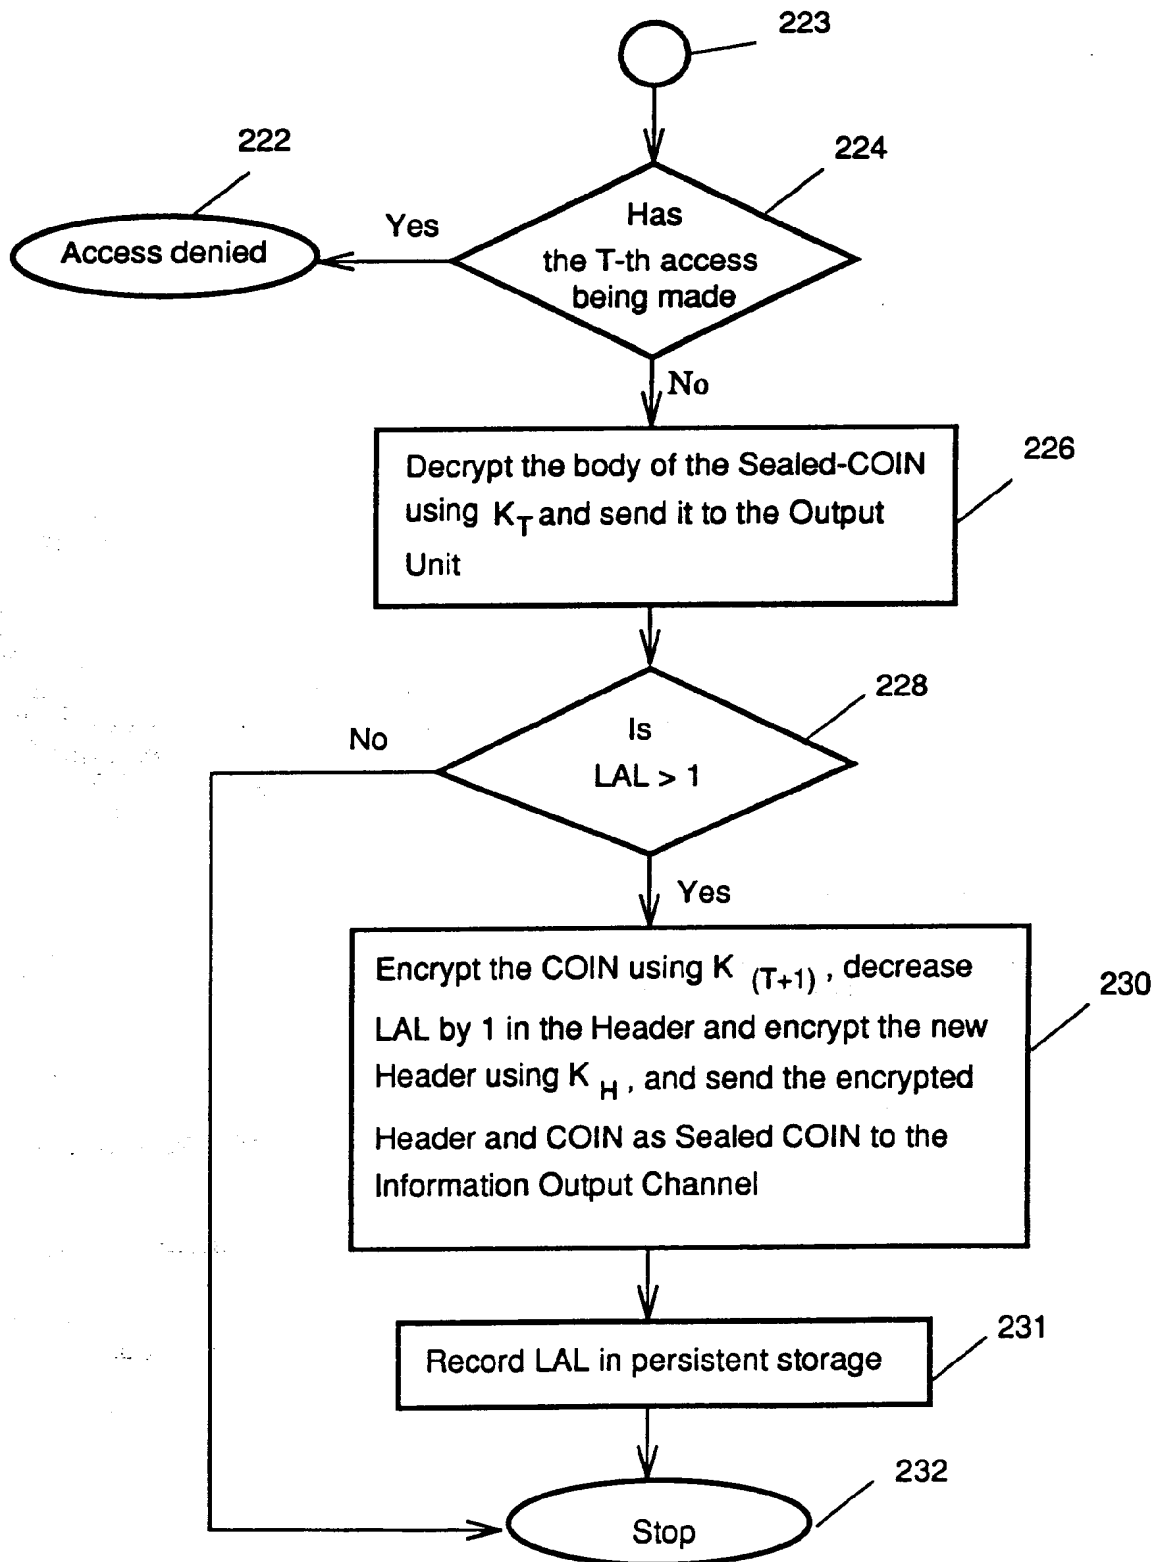 223
222
224
Access denied
Yes
Has
the T-th access
being made
No
226
Decrypt the body of the Sealed-COIN
using K_T and send it to the Output
Unit
228
No
Is
LAL > 1
Yes
230
Encrypt the COIN using K (T+1), decrease
LAL by 1 in the Header and encrypt the new
Header using K H, and send the encrypted
Header and COIN as Sealed COIN to the
Information Output Channel
231
Record LAL in persistent storage
232
Stop